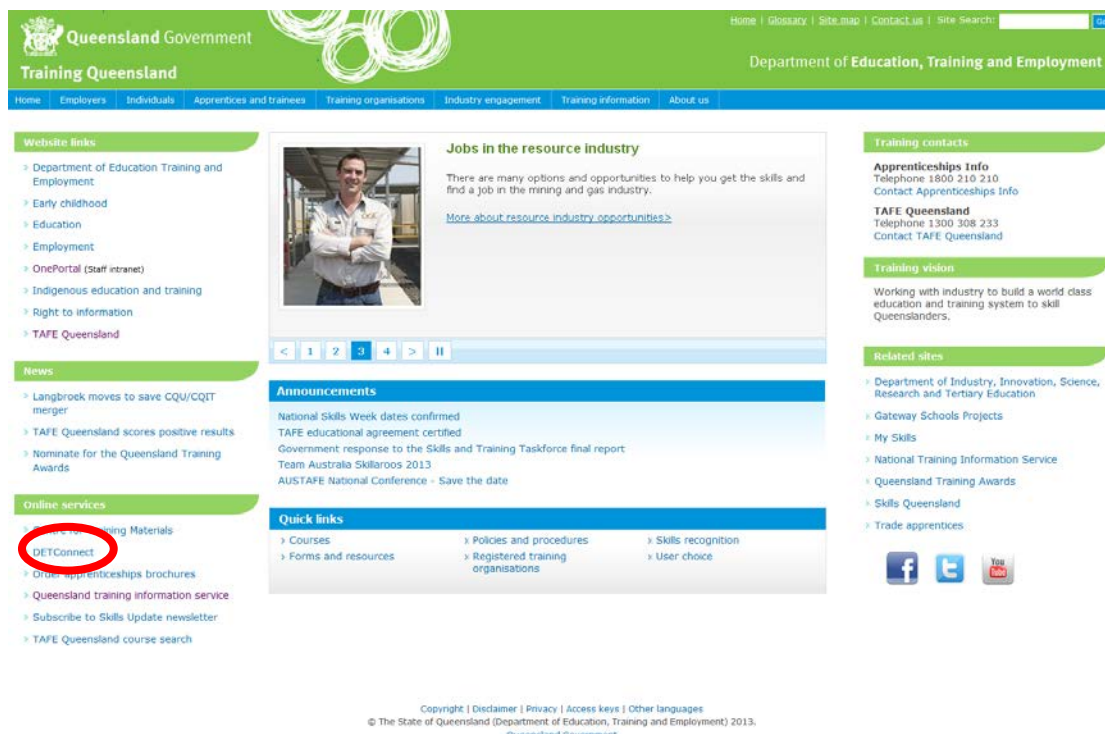 Home | Glossary | Site map | Contact us | Site Search:
Queensland Government
Training Queensland
Department of Education, Training and Employment
Home Employers Individuals Apprentices and trainees Training organisations Industry engagement Training information About us
Website links
Department of Education Training and
Employment
Early childhood
Education
Employment
OnePortal (Staff intranet)
Indigenous education and training
Right to information
TAFE Queensland
News
Langbroek moves to save CQU/CQIT
merger
TAFE Queensland scores positive results
Nominate for the Queensland Training
Awards
Online services
Centre for Training Materials
DETConnect
Order apprenticeships brochures
Queensland training information service
Subscribe to Skills Update newsletter
TAFE Queensland course search
Jobs in the resource industry
There are many options and opportunities to help you get the skills and
find a job in the mining and gas industry.
More about resource industry opportunities>
< 1 2 3 4 >
Announcements
National Skills Week dates confirmed
TAFE educational agreement certified
Government response to the Skills and Training Taskforce final report
Team Australia Skillaroos 2013
AUSTAFE National Conference - Save the date
Quick links
Courses
Forms and resources
Policies and procedures
Registered training
organisations
Skills recognition
User choice
Training contacts
Apprenticeships Info
Telephone 1800 210 210
Contact Apprenticeships Info
TAFE Queensland
Telephone 1300 308 233
Contact TAFE Queensland
Training vision
Working with industry to build a world class
education and training system to skill
Queenslanders.
Related sites
Department of Industry, Innovation, Science,
Research and Tertiary Education
Gateway Schools Projects
My Skills
National Training Information Service
Queensland Training Awards
Skills Queensland
Trade apprentices
You
Tube
Copyright | Disclaimer | Privacy | Access keys | Other languages
© The State of Queensland (Department of Education, Training and Employment) 2013.
Queensland Government